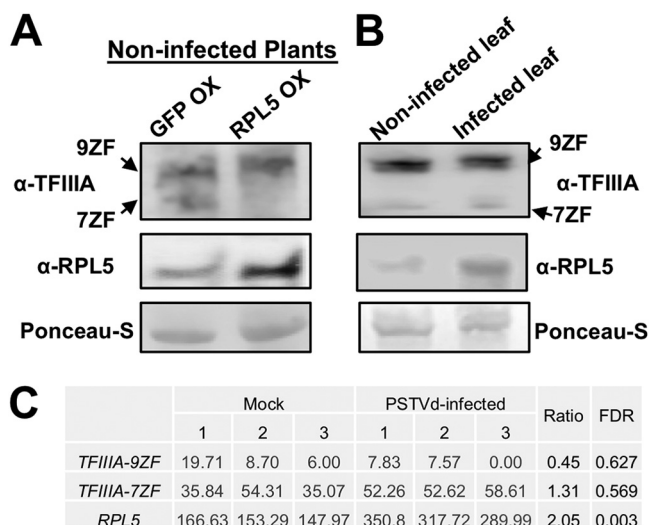 A
Non-infected Plants
GFP OX RPL5 OX
9ZF
α-TFIIIA
7ZF
α-RPL5
Ponceau-S
B
Non-infected leaf Infected leaf
9ZF
α-TFIIIA
7ZF
α-RPL5
Ponceau-S
C
Mock PSTVd-infected Ratio FDR
1 2 3 1 2 3
TFIIIA-9ZF 19.71 8.70 6.00 7.83 7.57 0.00 0.45 0.627
TFIIIA-7ZF 35.84 54.31 35.07 52.26 52.62 58.61 1.31 0.569
RPL5 166.63 153.29 147.97 350.8 317.72 289.99 2.05 0.003